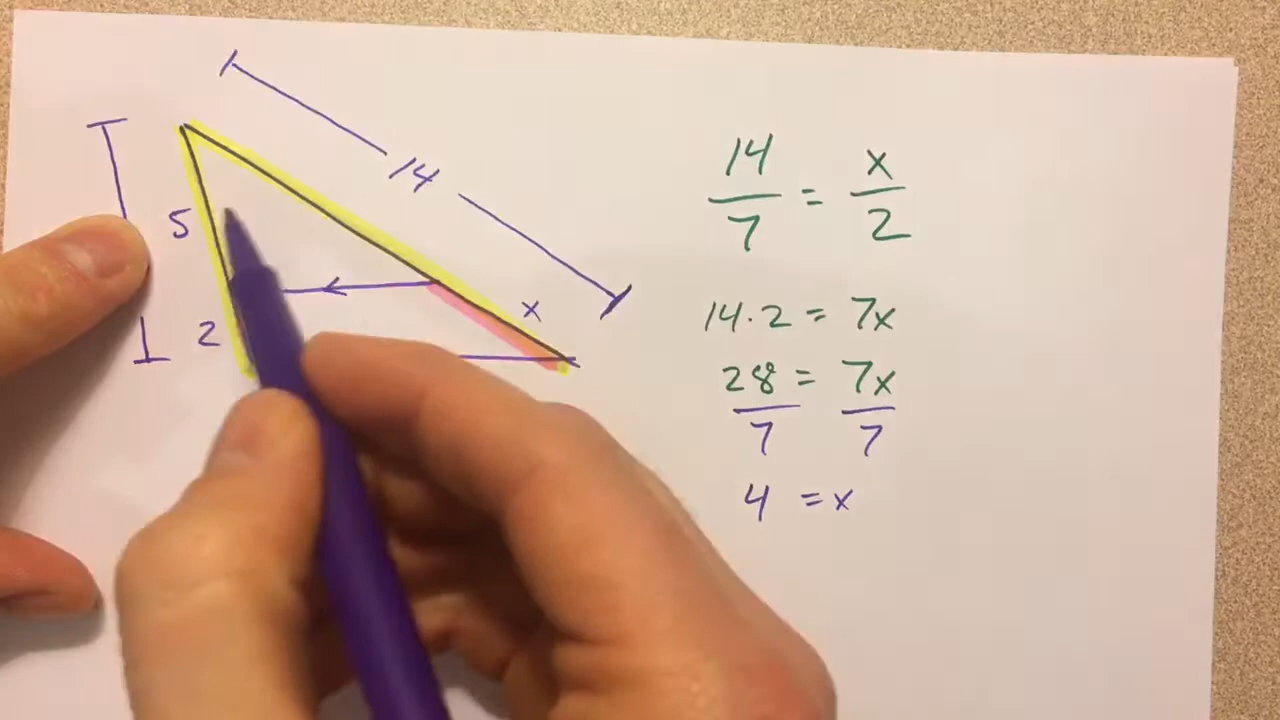 14
5
2
x
14/7 = x/2
14·2 = 7x
28/7 = 7x/7
4 = x